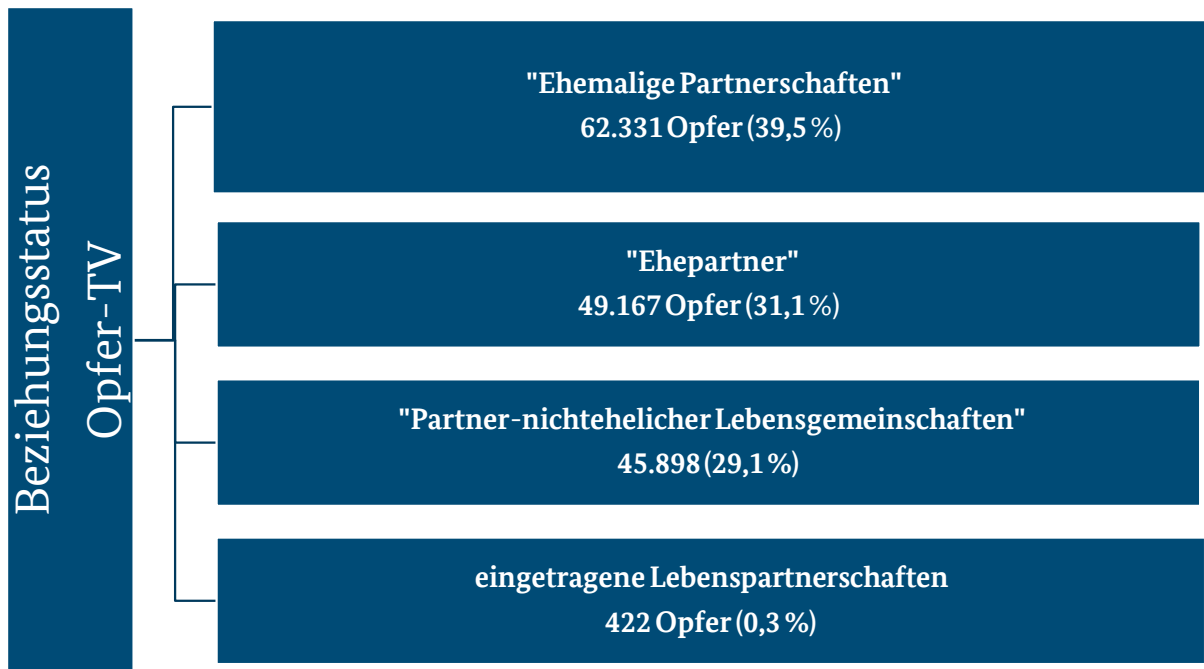 Beziehungsstatus
Opfer-TV
"Ehemalige Partnerschaften"
62.331 Opfer (39,5 %)
"Ehepartner"
49.167 Opfer (31,1 %)
"Partner-nichtehelicher Lebensgemeinschaften"
45.898 (29,1 %)
eingetragene Lebenspartnerschaften
422 Opfer (0,3 %)